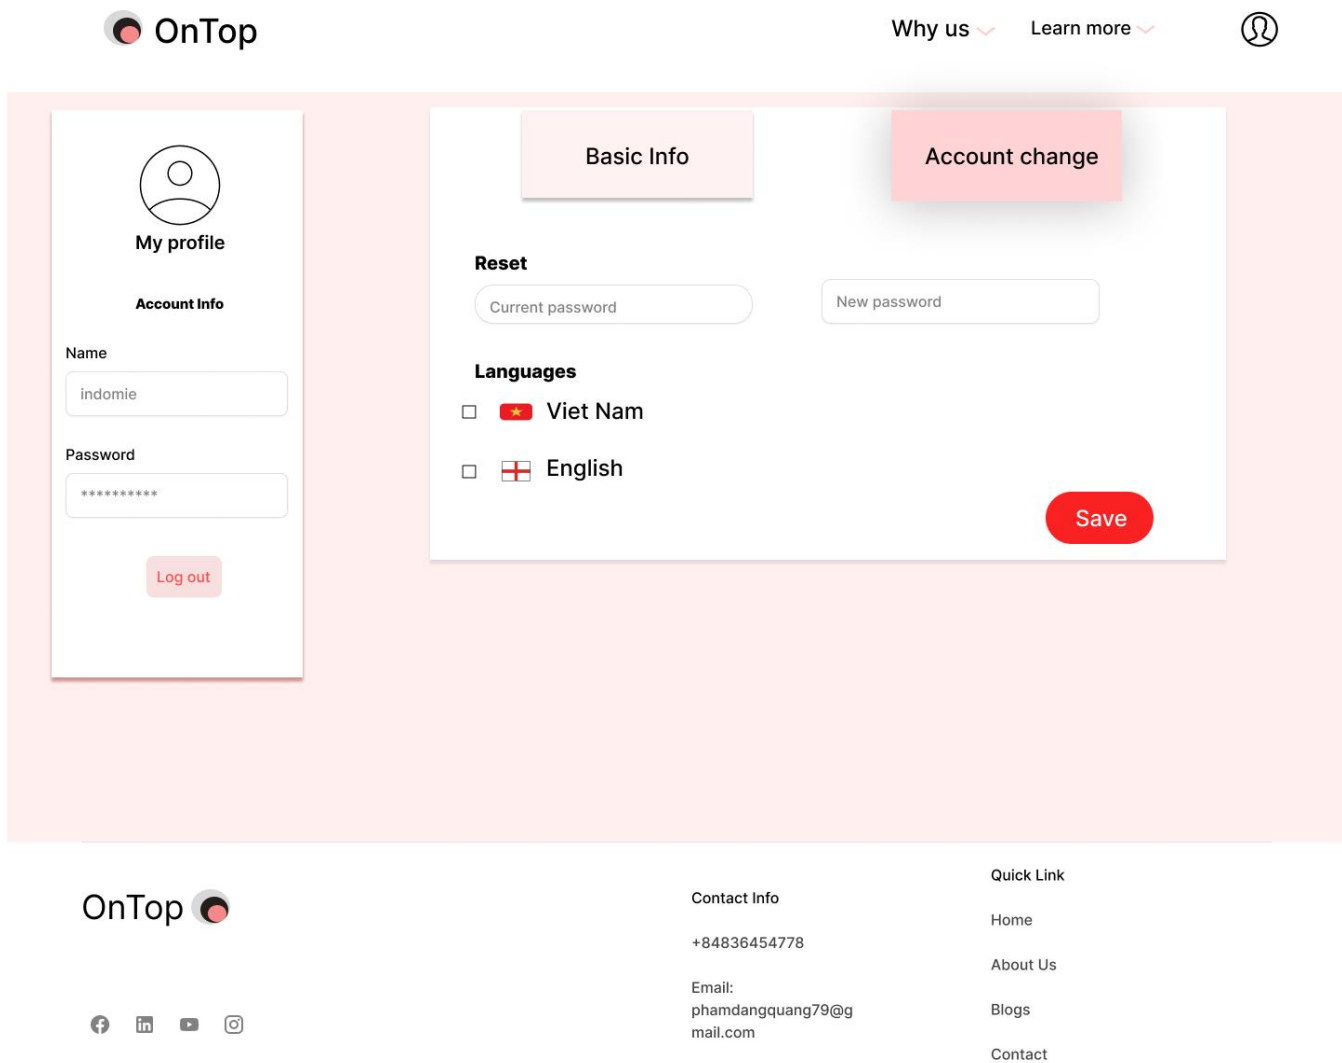 OnTop
Why us
Learn more
My profile
Account Info
Name
indomie
Password
**********
Log out
Basic Info
Account change
Reset
Current password
New password
Languages
Viet Nam
English
Save
OnTop
Contact Info
+84836454778
Email:
phamdangquang79@g
mail.com
Quick Link
Home
About Us
Blogs
Contact